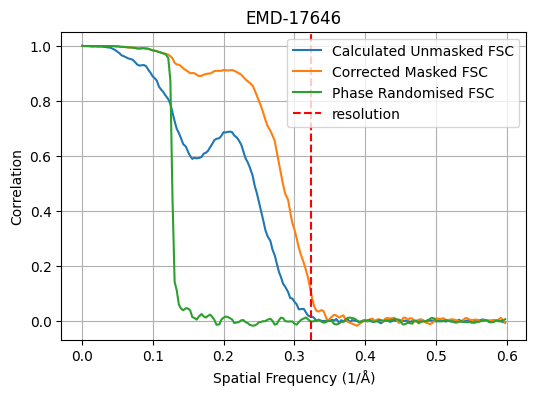 EMD-17646
Calculated Unmasked FSC
Corrected Masked FSC
Phase Randomised FSC
resolution
Correlation
1.0
0.8
0.6
0.4
0.2
0.0
0.0 0.1 0.2 0.3 0.4 0.5 0.6
Spatial Frequency (1/Å)